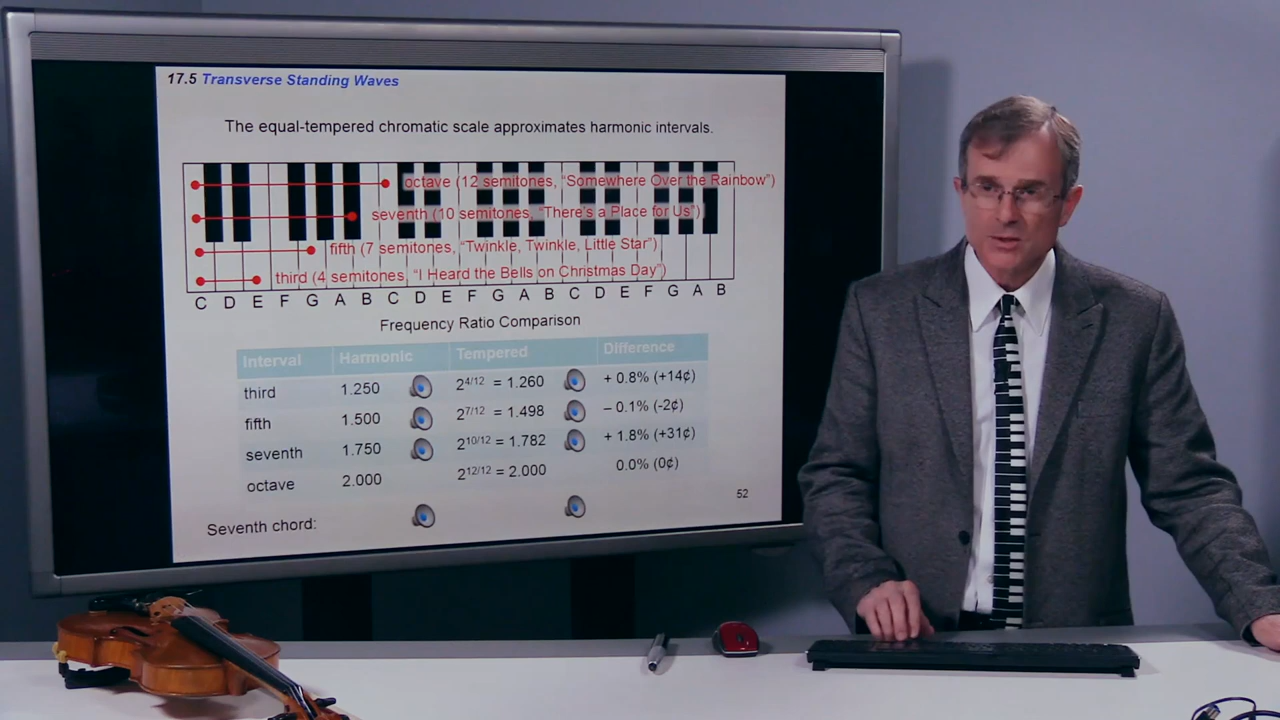 17.5 Transverse Standing Waves
The equal-tempered chromatic scale approximates harmonic intervals.
octave (12 semitones, “Somewhere Over the Rainbow”)
seventh (10 semitones, “There's a Place for Us”)
fifth (7 semitones, “Twinkle, Twinkle, Little Star”)
third (4 semitones, “I Heard the Bells on Christmas Day”)
C D E F G A B C D E F G A B C D E F G A B
Frequency Ratio Comparison
Interval Harmonic Tempered Difference
third 1.250 2^4/12 = 1.260 + 0.8% (+14¢)
fifth 1.500 2^7/12 = 1.498 – 0.1% (-2¢)
seventh 1.750 2^10/12 = 1.782 + 1.8% (+31¢)
octave 2.000 2^12/12 = 2.000 0.0% (0¢)
52
Seventh chord: